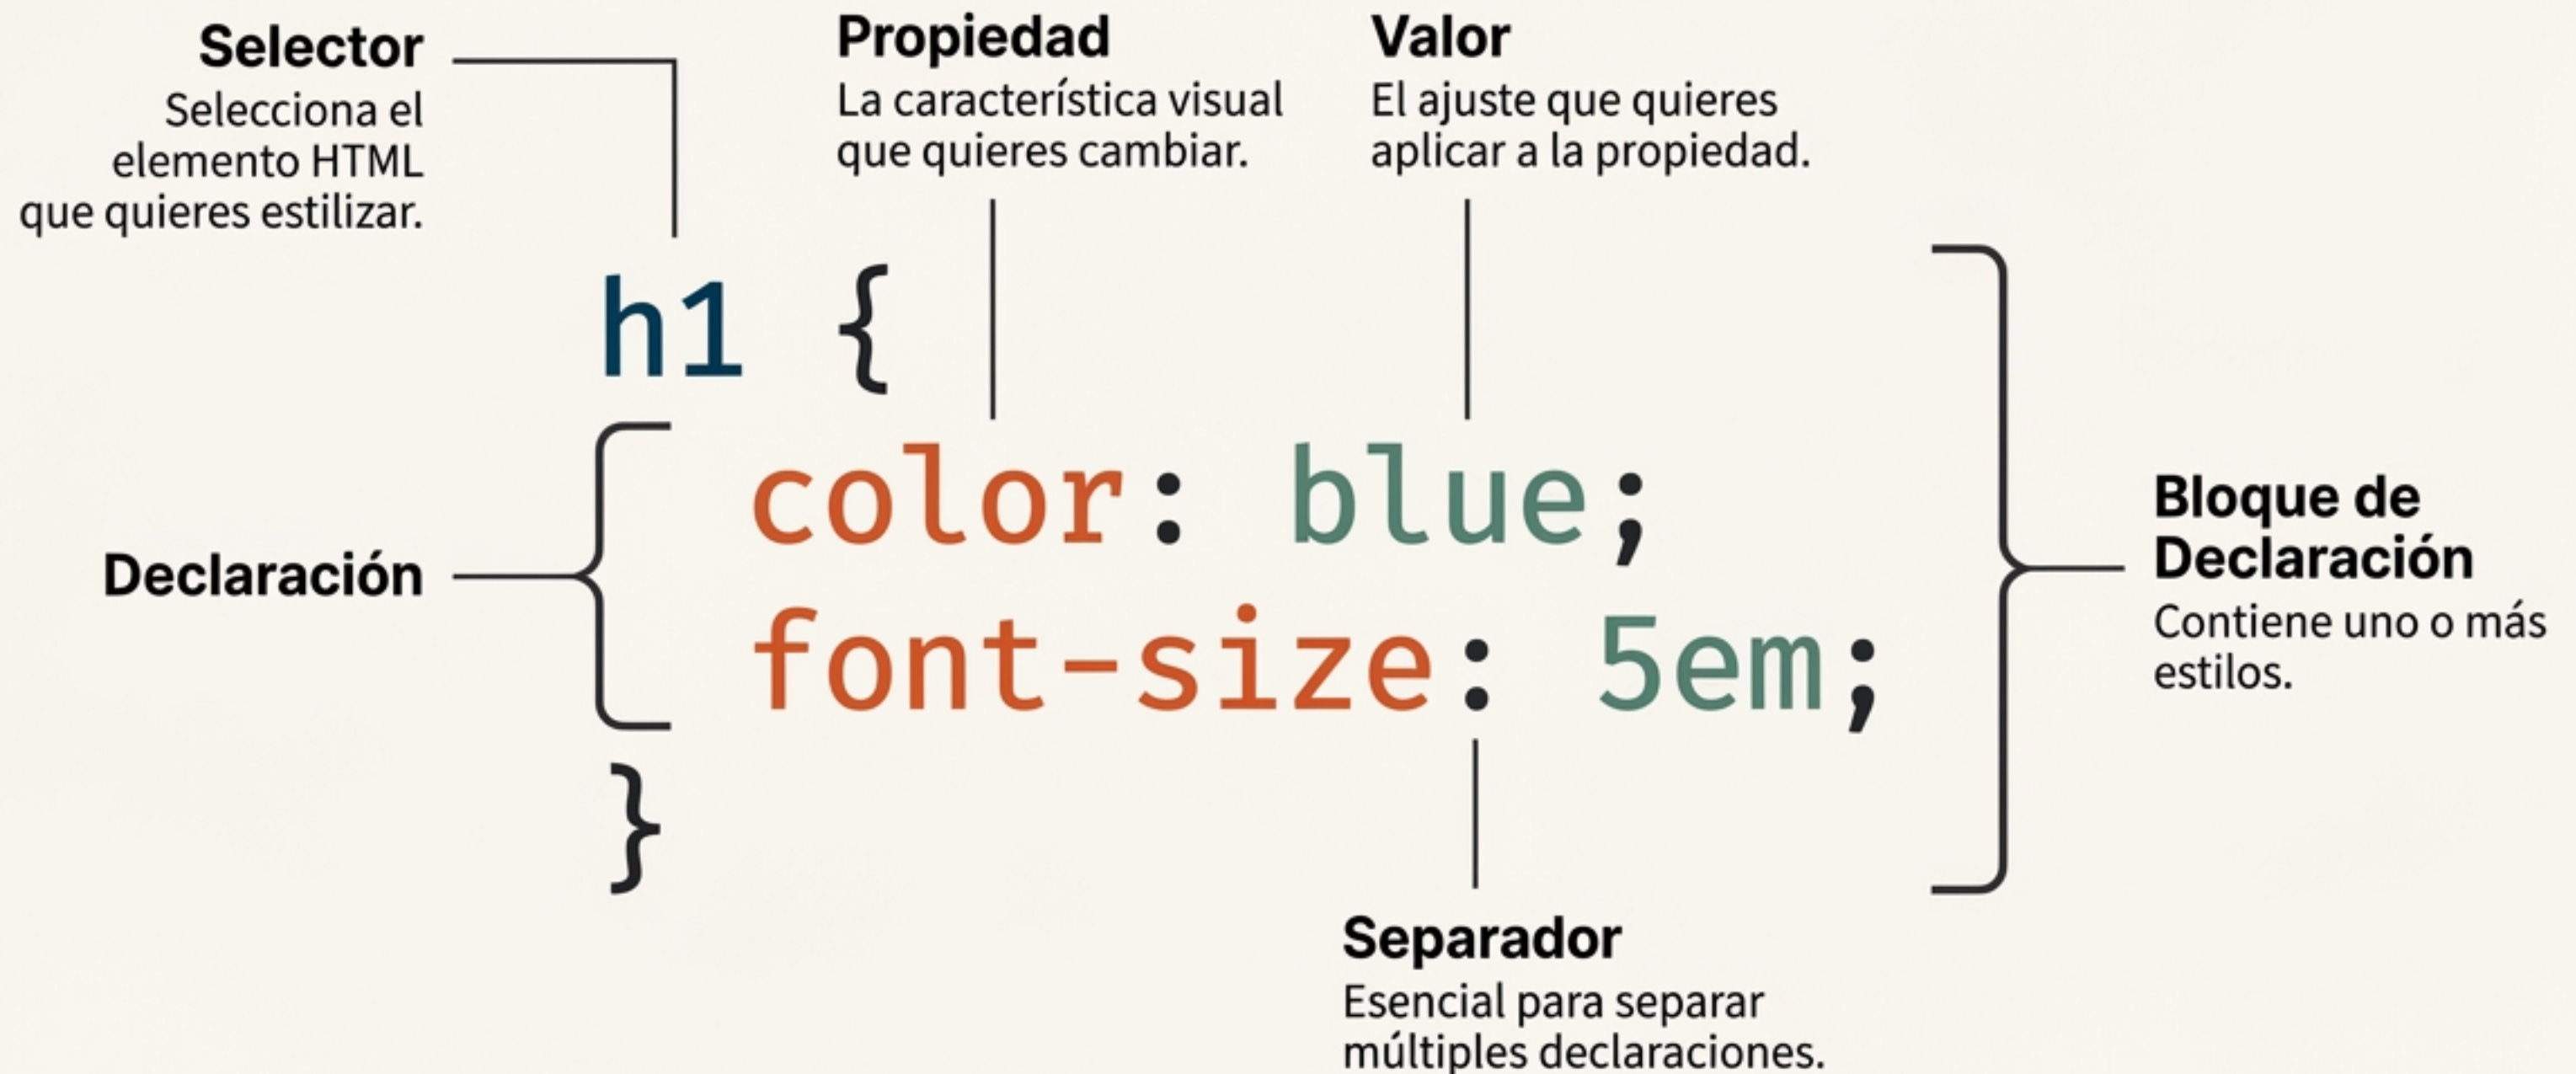 Selector
Selecciona el
elemento HTML
que quieres estilizar.
Propiedad
La característica visual
que quieres cambiar.
Valor
El ajuste que quieres
aplicar a la propiedad.
h1 {
color: blue;
font-size: 5em;
}
Declaración
Bloque de
Declaración
Contiene uno o más
estilos.
Separador
Esencial para separar
múltiples declaraciones.